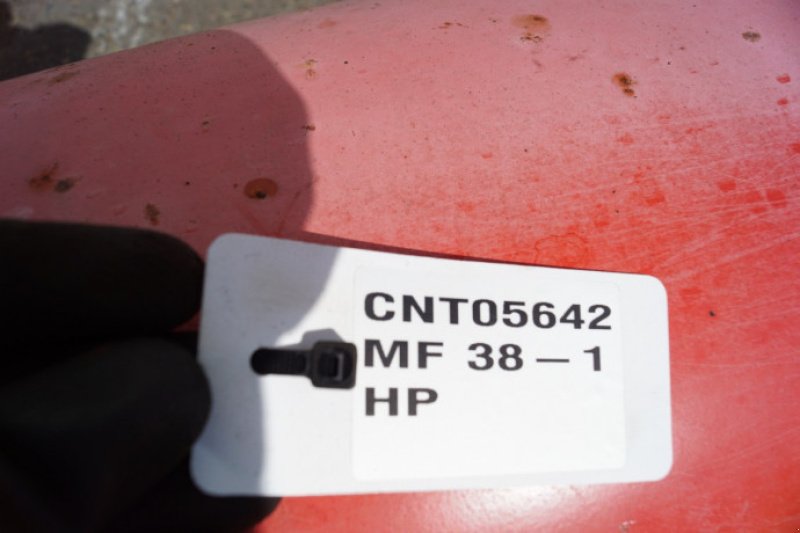 CNT05642
MF 38 – 1
HP